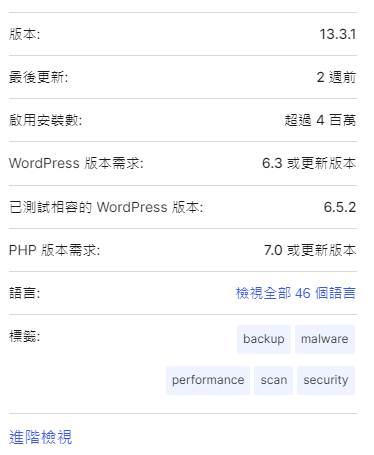 版本: 13.3.1
最後更新: 2 週前
啟用安裝數: 超過 4 百萬
WordPress 版本需求: 6.3 或更新版本
已測試相容的 WordPress 版本: 6.5.2
PHP 版本需求: 7.0 或更新版本
語言: 檢視全部 46 個語言
標籤: backup malware
performance scan security
進階檢視